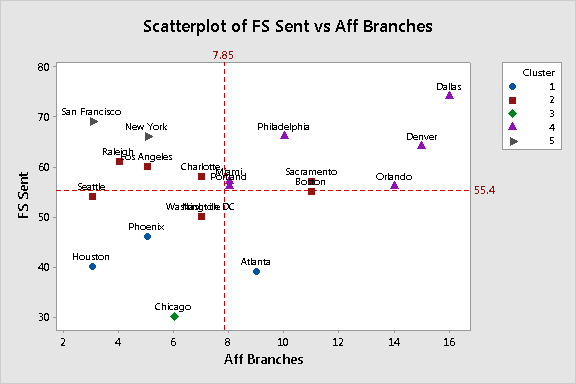 Scatterplot of FS Sent vs Aff Branches
7.85
80
70
60
50
40
30
FS Sent
Dallas
San Francisco
New York
Philadelphia
Denver
Raleigh
Los Angeles
Charlotte
Miami
Portland
Sacramento
Boston
Orlando
Seattle
55.4
Washington DC
Phoenix
Houston
Atlanta
Chicago
2 4 6 8 10 12 14 16
Aff Branches
Cluster
1
2
3
4
5